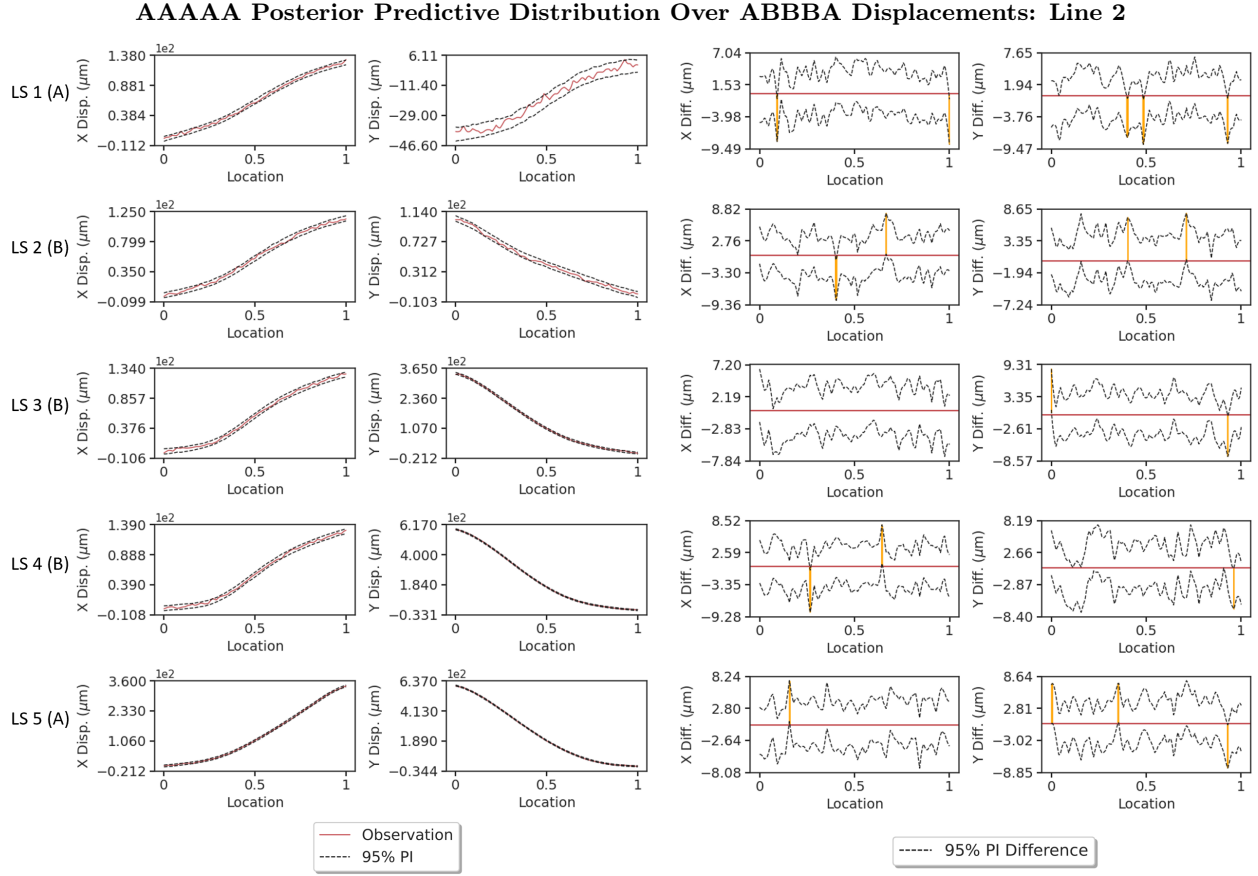 AAAAA Posterior Predictive Distribution Over ABBBA Displacements: Line 2
LS 1 (A)
X Disp. (μm)
1e2
1.380
0.881
0.384
−0.112
0
0.5
1
Location
Y Disp. (μm)
6.11
−11.40
−29.00
−46.60
0
0.5
1
Location
X Diff. (μm)
7.04
1.53
−3.98
−9.49
0
0.5
1
Location
Y Diff. (μm)
7.65
1.94
−3.76
−9.47
0
0.5
1
Location
LS 2 (B)
X Disp. (μm)
1e2
1.250
0.799
0.350
−0.099
0
0.5
1
Location
Y Disp. (μm)
1e2
1.140
0.727
0.312
−0.103
0
0.5
1
Location
X Diff. (μm)
8.82
2.76
−3.30
−9.36
0
0.5
1
Location
Y Diff. (μm)
8.65
3.35
−1.94
−7.24
0
0.5
1
Location
LS 3 (B)
X Disp. (μm)
1e2
1.340
0.857
0.376
−0.106
0
0.5
1
Location
Y Disp. (μm)
1e2
3.650
2.360
1.070
−0.212
0
0.5
1
Location
X Diff. (μm)
7.20
2.19
−2.83
−7.84
0
0.5
1
Location
Y Diff. (μm)
9.31
3.35
−2.61
−8.57
0
0.5
1
Location
LS 4 (B)
X Disp. (μm)
1e2
1.390
0.888
0.390
−0.108
0
0.5
1
Location
Y Disp. (μm)
1e2
6.170
4.000
1.840
−0.331
0
0.5
1
Location
X Diff. (μm)
8.52
2.59
−3.35
−9.28
0
0.5
1
Location
Y Diff. (μm)
8.19
2.66
−2.87
−8.40
0
0.5
1
Location
LS 5 (A)
X Disp. (μm)
1e2
3.600
2.330
1.060
−0.212
0
0.5
1
Location
Y Disp. (μm)
1e2
6.370
4.130
1.890
−0.344
0
0.5
1
Location
X Diff. (μm)
8.24
2.80
−2.64
−8.08
0
0.5
1
Location
Y Diff. (μm)
8.64
2.81
−3.02
−8.85
0
0.5
1
Location
Observation
95% PI
95% PI Difference